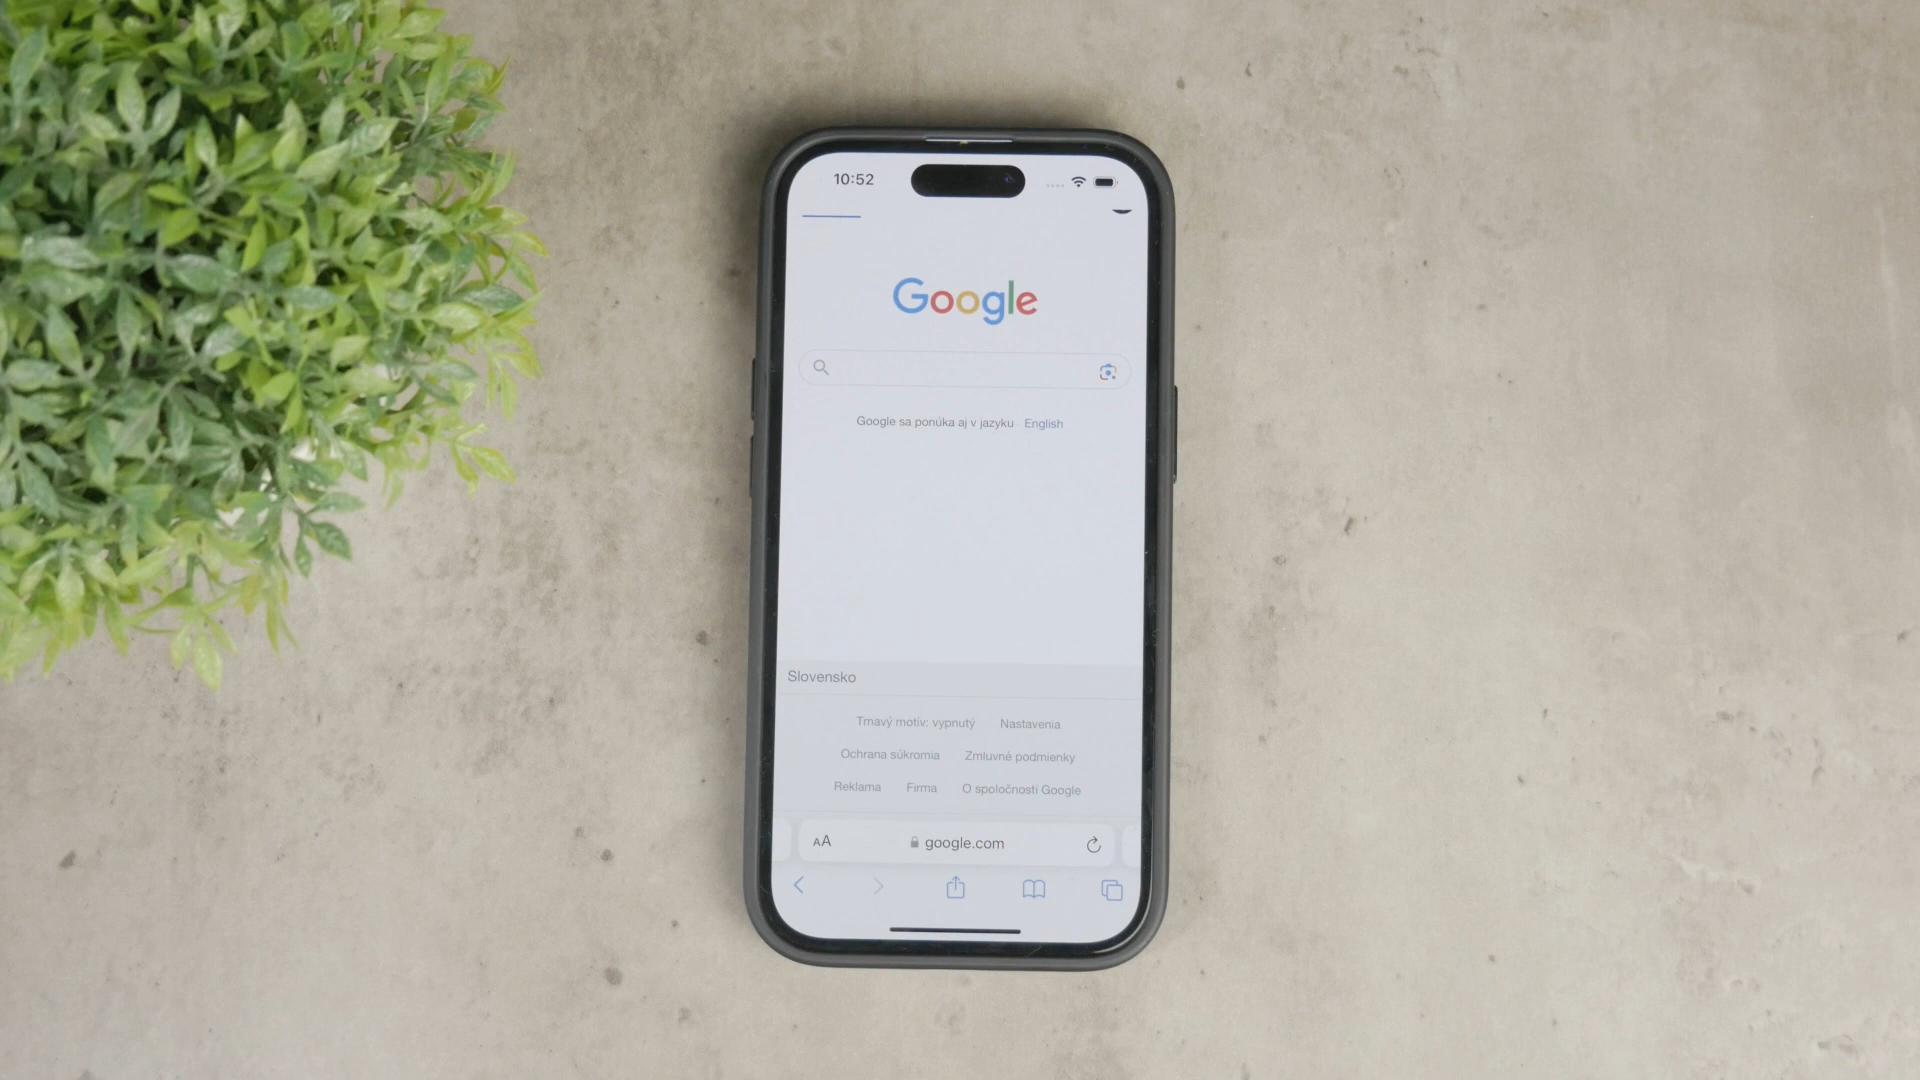 10:52
Google
Google sa ponúka aj v jazyku English
Slovensko
Tmavý motív: vypnutý Nastavenia
Ochrana súkromia Zmluvné podmienky
Reklama Firma O spoločnosti Google
AA google.com